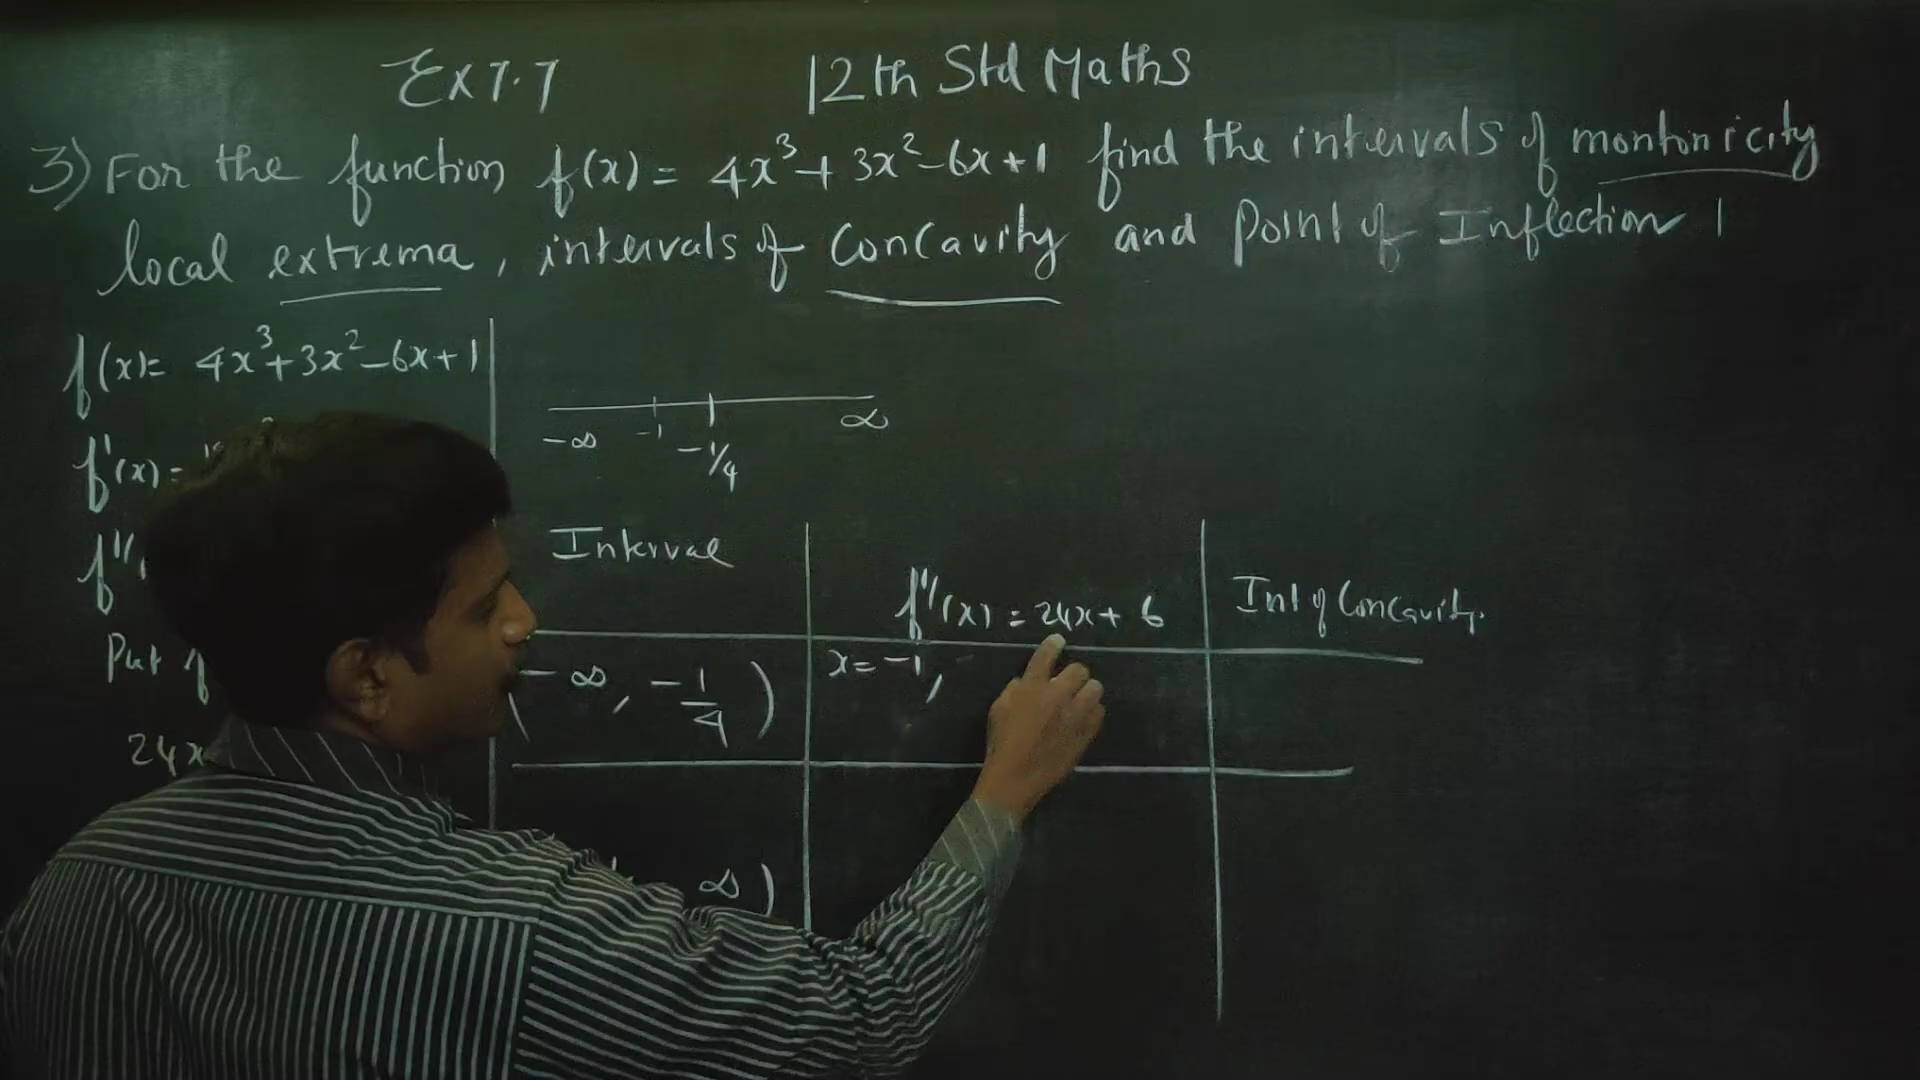 Ex 7.7 12th Std Maths
3) For the function f(x) = 4x³ + 3x² - 6x + 1 find the intervals of montonicity
local extrema, intervals of Concavity and Point of Inflection
f(x) = 4x³ + 3x² - 6x + 1
-∞ -1 -1/4 ∞
f'(x) =
f''
Interval f''(x) = 24x + 6 Int of Concavity.
Put f
(-∞, -1/4) x = -1,
24x
∞)